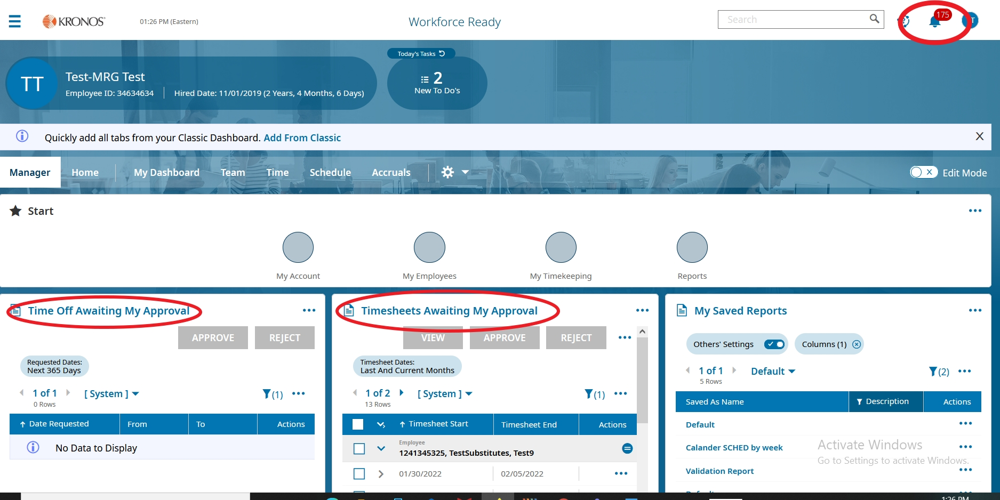 KRONOS
01:26 PM (Eastern)
Workforce Ready
Search
175
Today's Tasks
TT
Test-MRG Test
Employee ID: 34634634
Hired Date: 11/01/2019 (2 Years, 4 Months, 6 Days)
2
New To Do's
Quickly add all tabs from your Classic Dashboard. Add From Classic
X
Manager
Home
My Dashboard
Team
Time
Schedule
Accruals
Edit Mode
Start
My Account
My Employees
My Timekeeping
Reports
Time Off Awaiting My Approval
APPROVE
REJECT
Requested Dates:
Next 365 Days
1 of 1
[ System ]
(1)
0 Rows
Date Requested
From
To
Actions
No Data to Display
Timesheets Awaiting My Approval
VIEW
APPROVE
REJECT
Timesheet Dates:
Last And Current Months
1 of 2
[ System ]
(1)
13 Rows
Timesheet Start
Timesheet End
Actions
Employee
1241345325, TestSubstitutes, Test9
01/30/2022
02/05/2022
My Saved Reports
Others' Settings
Columns (1)
1 of 1
Default
(2)
5 Rows
Saved As Name
Description
Actions
Default
Calander SCHED by week
Validation Report
Activate Windows
Go to Settings to activate Windows.
1:26 PM